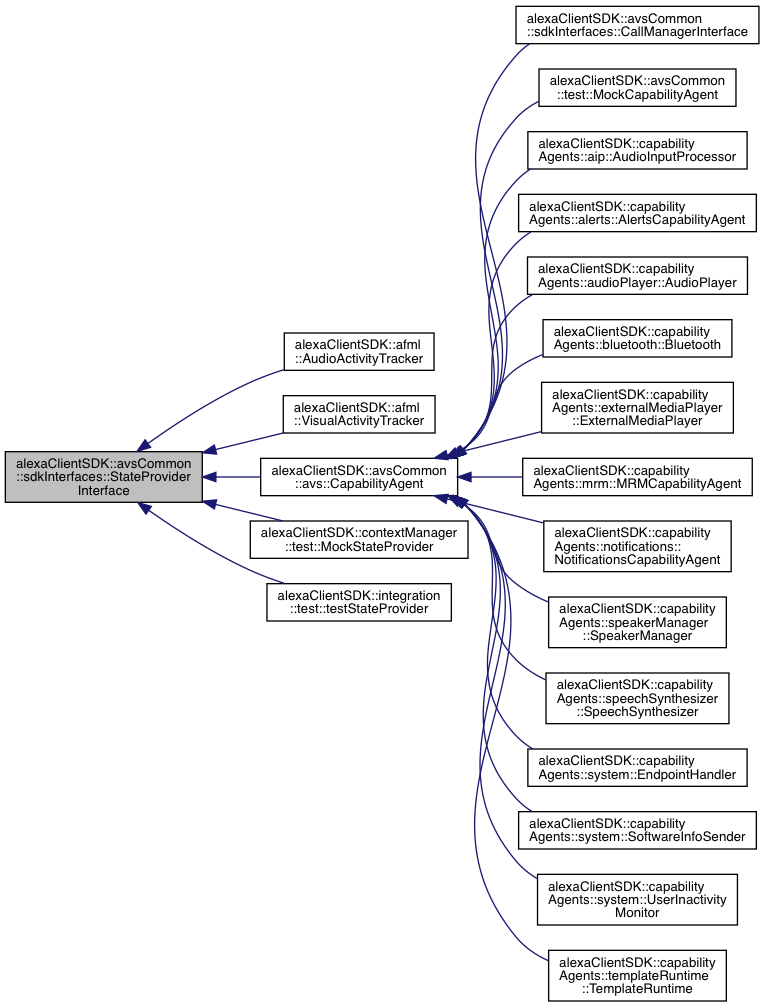 alexaClientSDK::avsCommon
::sdkInterfaces::StateProvider
Interface
alexaClientSDK::afml
::AudioActivityTracker
alexaClientSDK::afml
::VisualActivityTracker
alexaClientSDK::avsCommon
::avs::CapabilityAgent
alexaClientSDK::contextManager
::test::MockStateProvider
alexaClientSDK::integration
::test::testStateProvider
alexaClientSDK::avsCommon
::sdkInterfaces::CallManagerInterface
alexaClientSDK::avsCommon
::test::MockCapabilityAgent
alexaClientSDK::capability
Agents::aip::AudioInputProcessor
alexaClientSDK::capability
Agents::alerts::AlertsCapabilityAgent
alexaClientSDK::capability
Agents::audioPlayer::AudioPlayer
alexaClientSDK::capability
Agents::bluetooth::Bluetooth
alexaClientSDK::capability
Agents::externalMediaPlayer
::ExternalMediaPlayer
alexaClientSDK::capability
Agents::mrm::MRMCapabilityAgent
alexaClientSDK::capability
Agents::notifications::
NotificationsCapabilityAgent
alexaClientSDK::capability
Agents::speakerManager
::SpeakerManager
alexaClientSDK::capability
Agents::speechSynthesizer
::SpeechSynthesizer
alexaClientSDK::capability
Agents::system::EndpointHandler
alexaClientSDK::capability
Agents::system::SoftwareInfoSender
alexaClientSDK::capability
Agents::system::UserInactivity
Monitor
alexaClientSDK::capability
Agents::templateRuntime
::TemplateRuntime